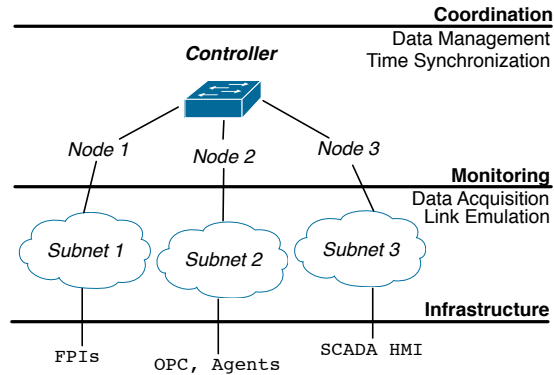 Coordination
Data Management
Time Synchronization
Controller
Node 1
Node 2
Node 3
Monitoring
Data Acquisition
Link Emulation
Subnet 1
Subnet 2
Subnet 3
Infrastructure
FPIs
OPC, Agents
SCADA HMI